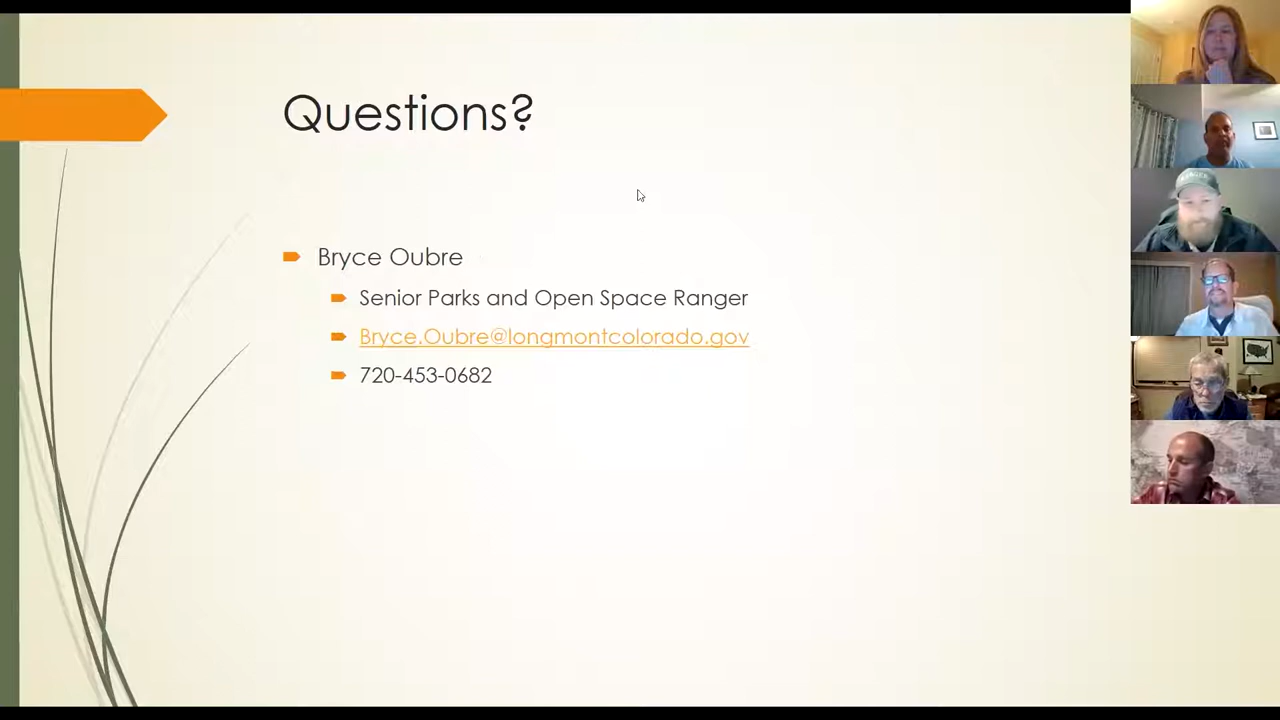 Questions?
Bryce Oubre
Senior Parks and Open Space Ranger
Bryce.Oubre@longmontcolorado.gov
720-453-0682